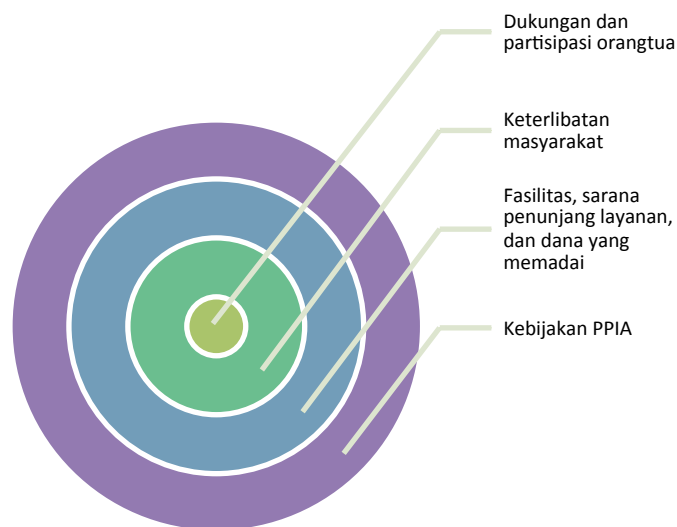 Dukungan dan
partisipasi orangtua
Keterlibatan
masyarakat
Fasilitas, sarana
penunjang layanan,
dan dana yang
memadai
Kebijakan PPIA